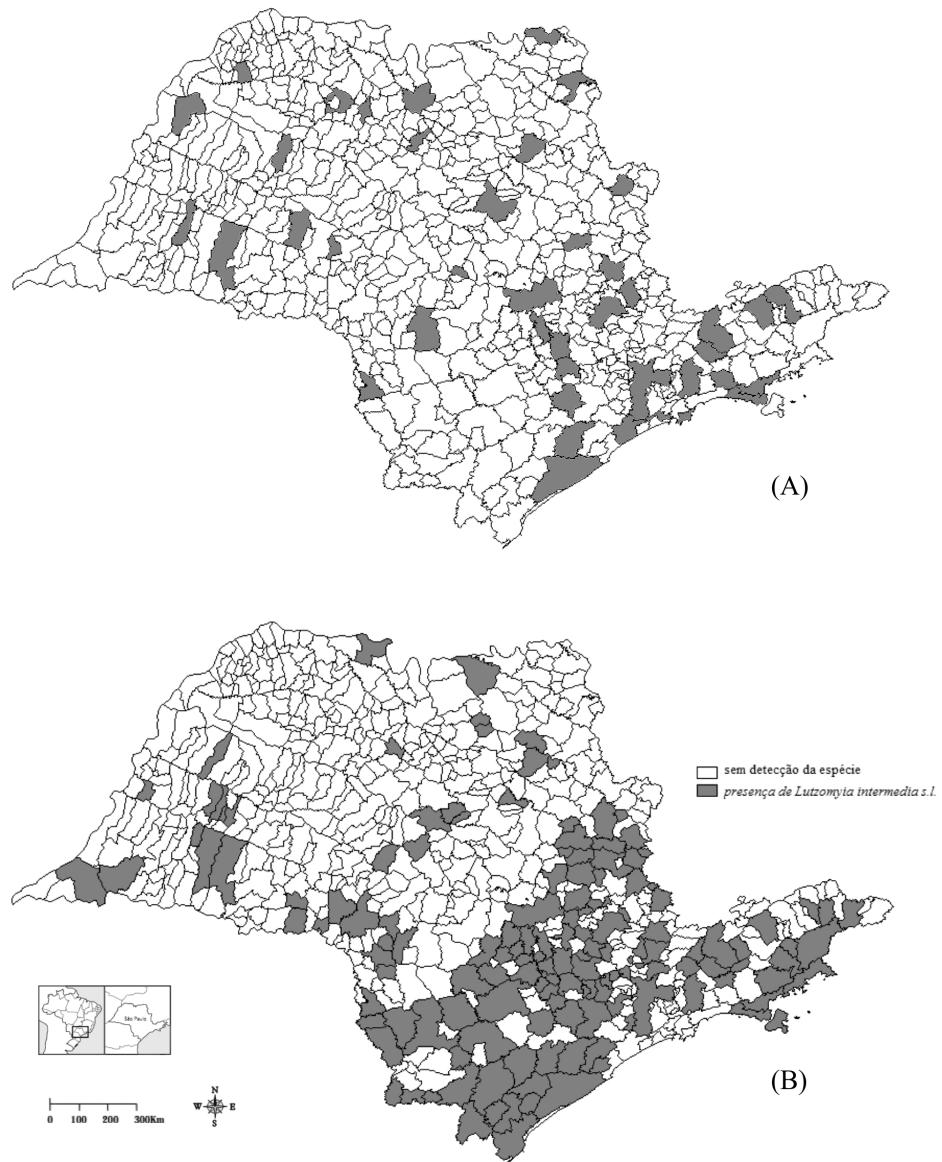 (A)
sem detecção da espécie
presença de Lutzomyia intermedia s.l.
São Paulo
N
W E
S
0 100 200 300Km
(B)